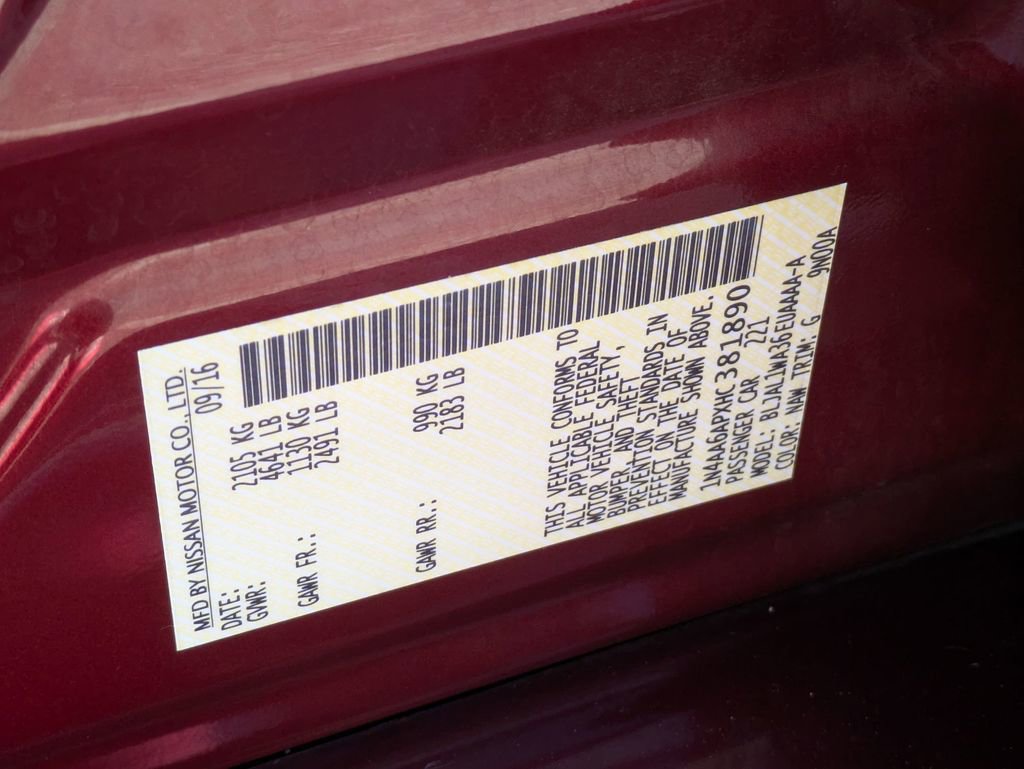 MFD BY NISSAN MOTOR CO., LTD.
DATE: 09/16
GVWR: 2105 KG
4641 LB
GAWR FR.: 1130 KG
2491 LB
GAWR RR.: 990 KG
2183 LB
THIS VEHICLE CONFORMS TO
ALL APPLICABLE FEDERAL
MOTOR VEHICLE SAFETY,
BUMPER, AND THEFT
PREVENTION STANDARDS IN
EFFECT ON THE DATE OF
MANUFACTURE SHOWN ABOVE.
1N4AA6APXHC381890
PASSENGER CAR 221
MODEL: BLJALIWA36EUAAAA-A
COLOR: NAW TRIM: G 9N00A